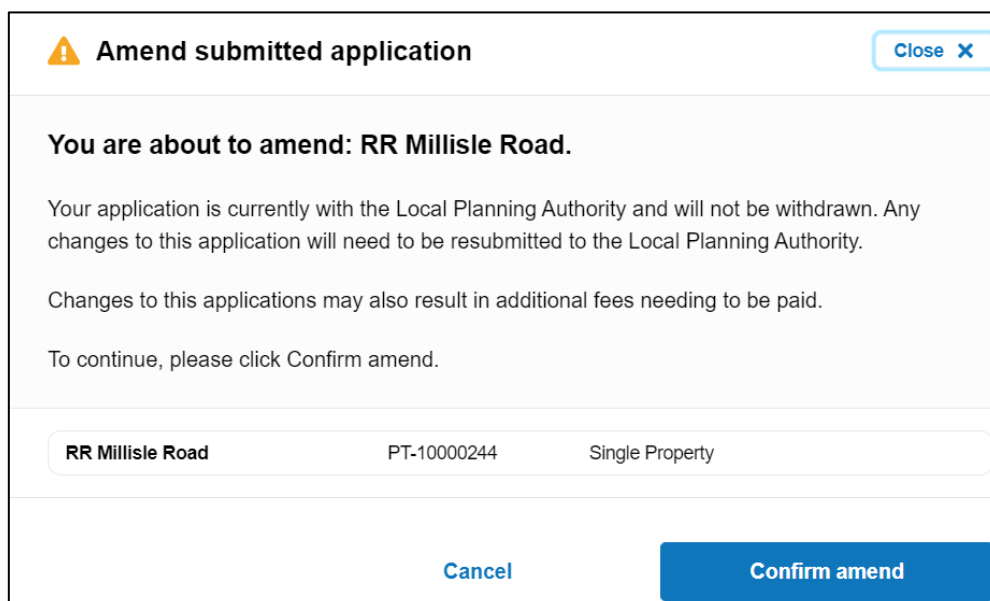 Amend submitted application
Close X
You are about to amend: RR Millisle Road.
Your application is currently with the Local Planning Authority and will not be withdrawn. Any
changes to this application will need to be resubmitted to the Local Planning Authority.
Changes to this applications may also result in additional fees needing to be paid.
To continue, please click Confirm amend.
RR Millisle Road PT-10000244 Single Property
Cancel Confirm amend